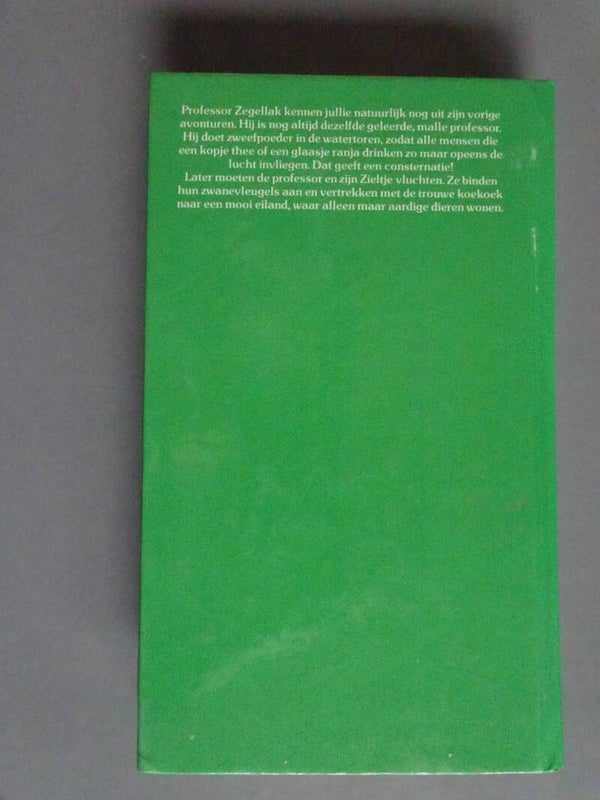 Professor Zegellak kennen jullie natuurlijk nog uit zijn vorige
avonturen. Hij is nog altijd dezelfde geleerde, malle professor.
Hij doet zweefpoeder in de watertoren, zodat alle mensen die
een kopje thee of een glaasje ranja drinken zo maar opeens de
lucht invliegen. Dat geeft een consternatie!
Later moeten de professor en zijn Zieltje vluchten. Ze binden
hun zwanevleugels aan en vertrekken met de trouwe koekoek
naar een mooi eiland, waar alleen maar aardige dieren wonen.